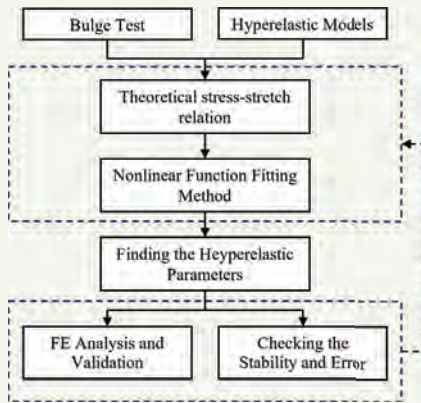 Bulge Test
Hyperelastic Models
Theoretical stress-stretch
relation
Nonlinear Function Fitting
Method
Finding the Heyperelastic
Parameters
FE Analysis and
Validation
Checking the
Stability and Error